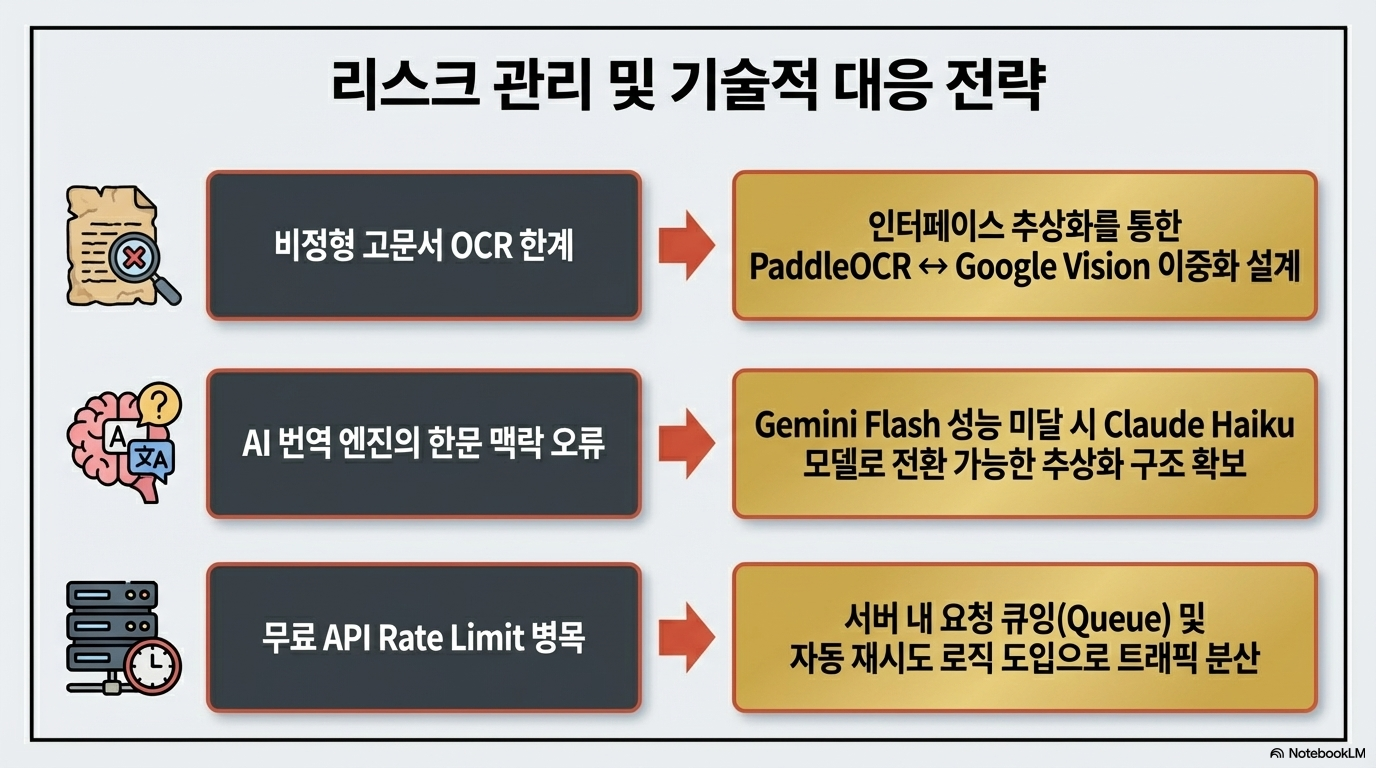 리스크 관리 및 기술적 대응 전략
비정형 고문서 OCR 한계
인터페이스 추상화를 통한
PaddleOCR ↔ Google Vision 이중화 설계
?
A
文A
AI 번역 엔진의 한문 맥락 오류
Gemini Flash 성능 미달 시 Claude Haiku
모델로 전환 가능한 추상화 구조 확보
무료 API Rate Limit 병목
서버 내 요청 큐잉(Queue) 및
자동 재시도 로직 도입으로 트래픽 분산
NotebookLM